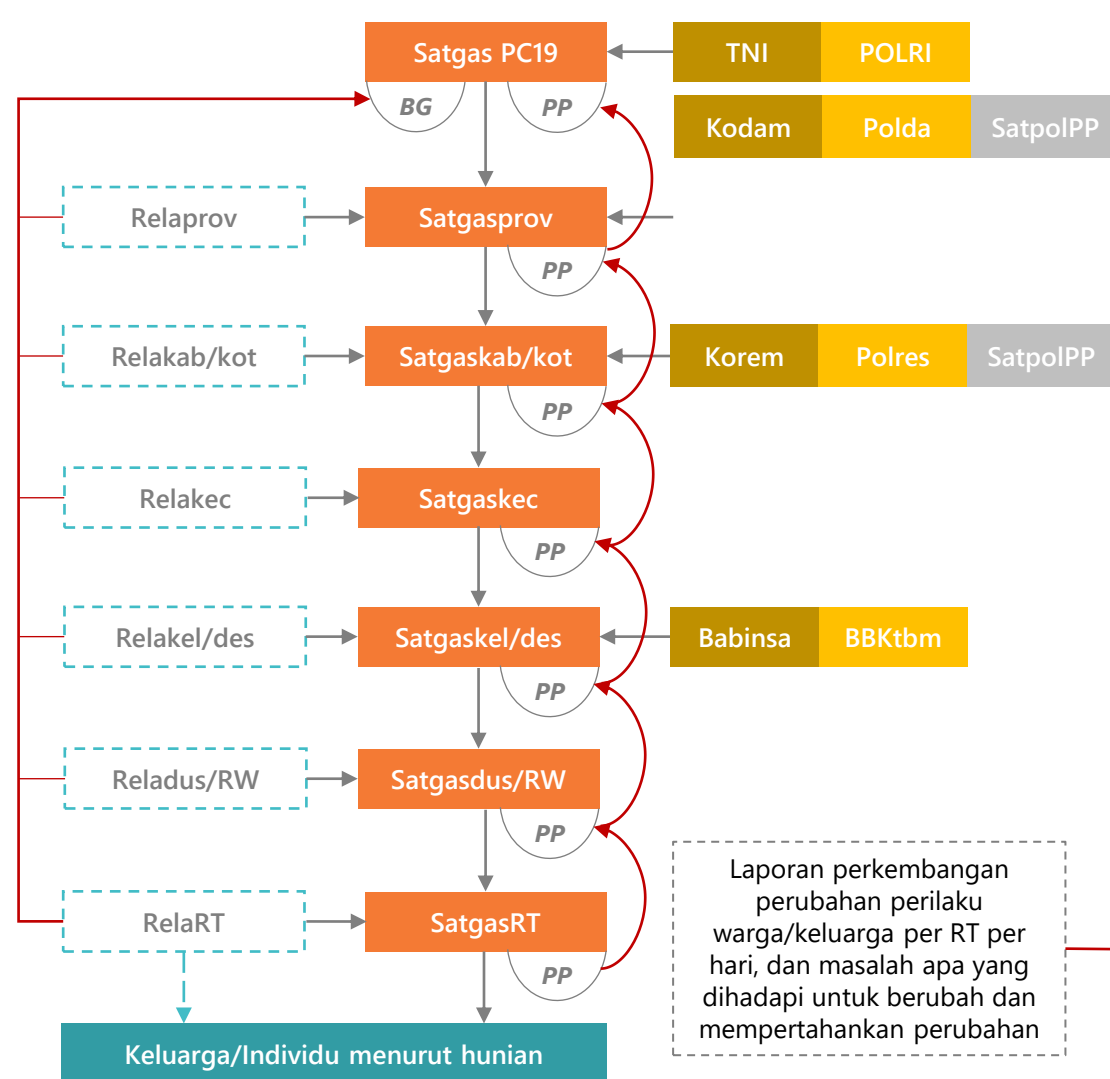 Satgas PC19
TNI
POLRI
BG
PP
Kodam
Polda
SatpolPP
Relaprov
Satgasprov
PP
Relakab/kot
Satgaskab/kot
Korem
Polres
SatpolPP
PP
Relakec
Satgaskec
PP
Relakel/des
Satgaskel/des
Babinsa
BBKtbm
PP
Reladus/RW
Satgasdus/RW
PP
RelaRT
SatgasRT
PP
Laporan perkembangan
perubahan perilaku
warga/keluarga per RT per
hari, dan masalah apa yang
dihadapi untuk berubah dan
mempertahankan perubahan
Keluarga/Individu menurut hunian